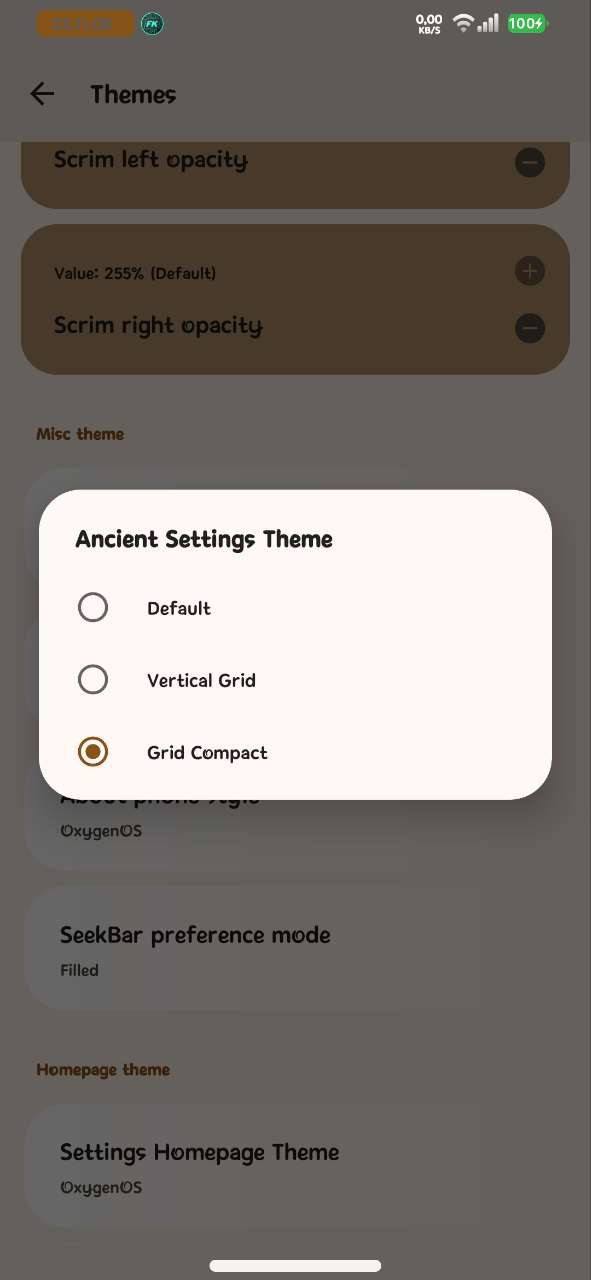 FK
0.00
KB/S
100
Themes
Scrim left opacity
Value: 255% (Default)
Scrim right opacity
Misc theme
Ancient Settings Theme
Default
Vertical Grid
Grid Compact
About phone style
OxygenOS
SeekBar preference mode
Filled
Homepage theme
Settings Homepage Theme
OxygenOS